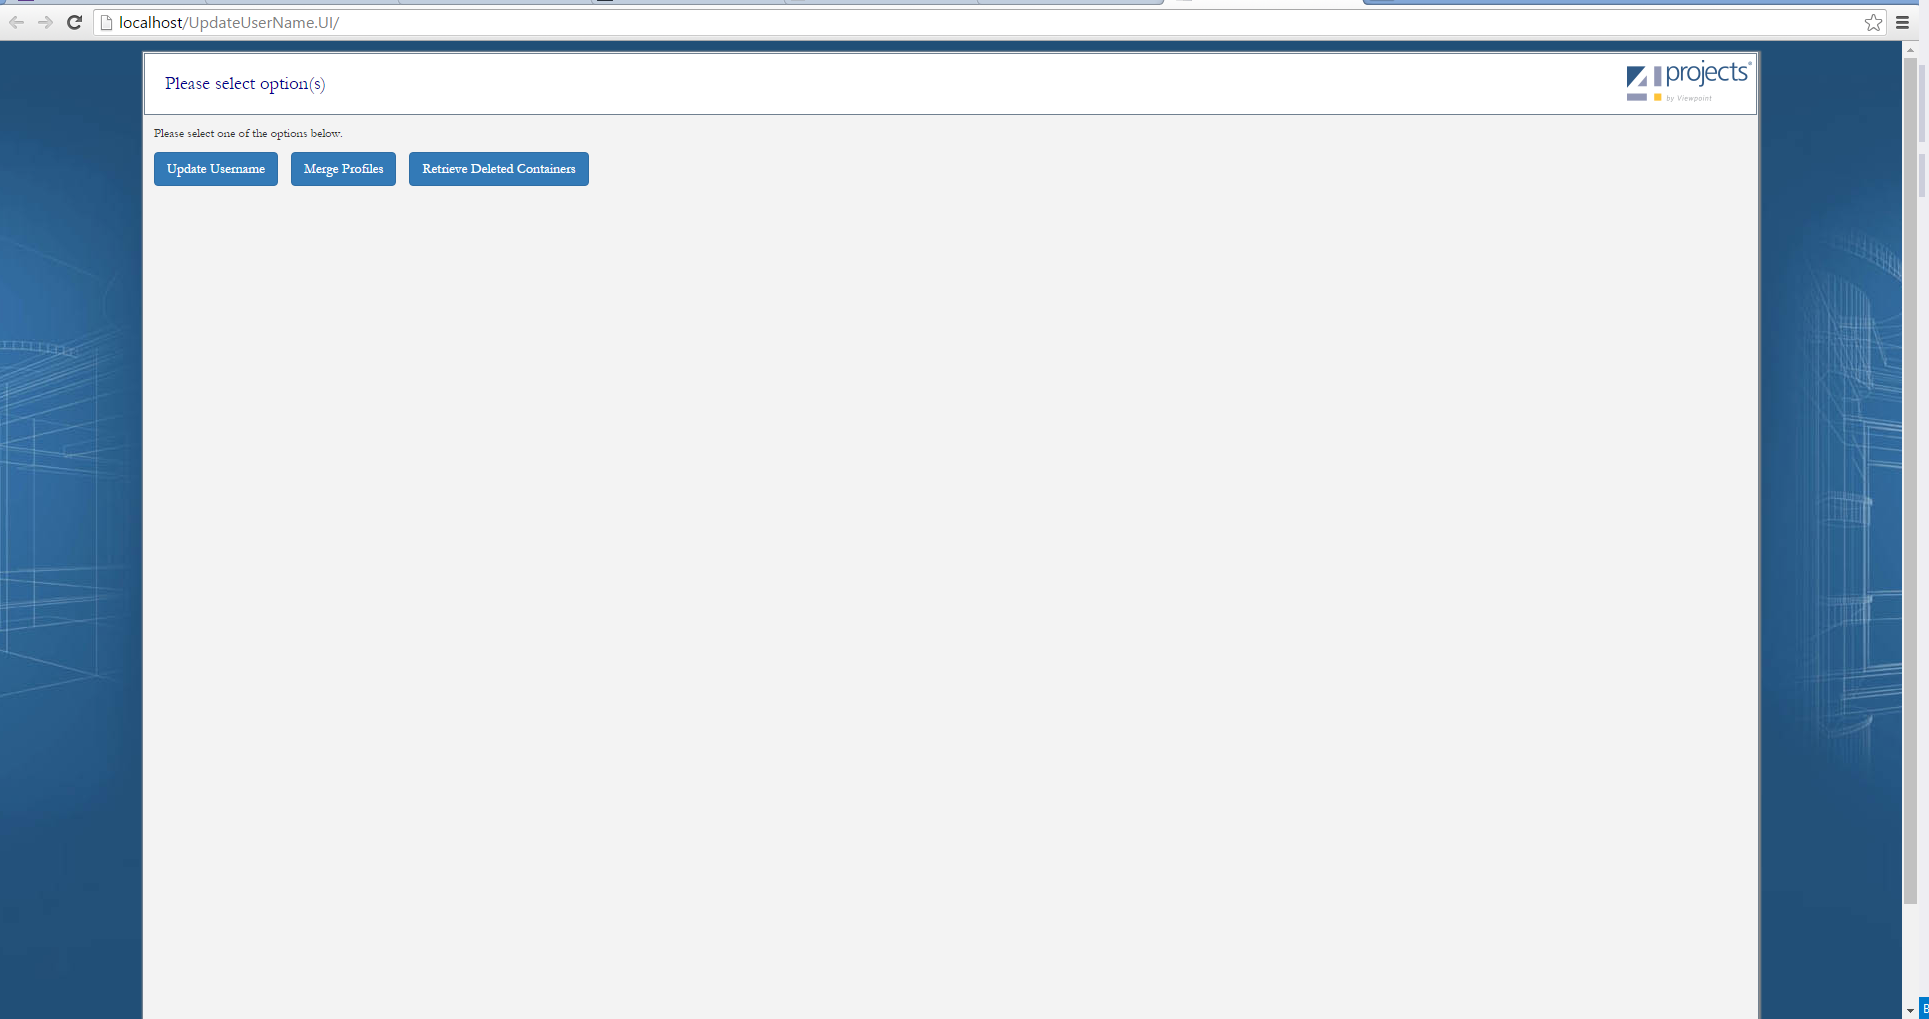 localhost/UpdateUserName.UI/
Please select option(s)
4projects
by Viewpoint
Please select one of the options below.
Update Username Merge Profiles Retrieve Deleted Containers